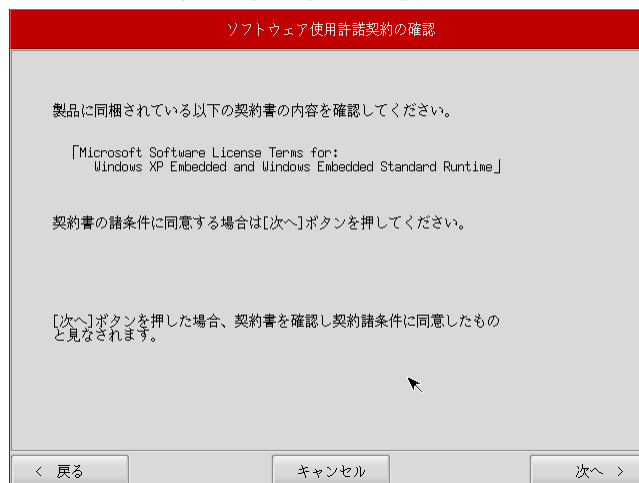 ソフトウェア使用許諾契約の確認
製品に同梱されている以下の契約書の内容を確認してください。
「Microsoft Software License Terms for:
Windows XP Embedded and Windows Embedded Standard Runtime」
契約書の諸条件に同意する場合は[次へ]ボタンを押してください。
[次へ]ボタンを押した場合、契約書を確認し契約諸条件に同意したもの
と見なされます。
< 戻る
キャンセル
次へ >